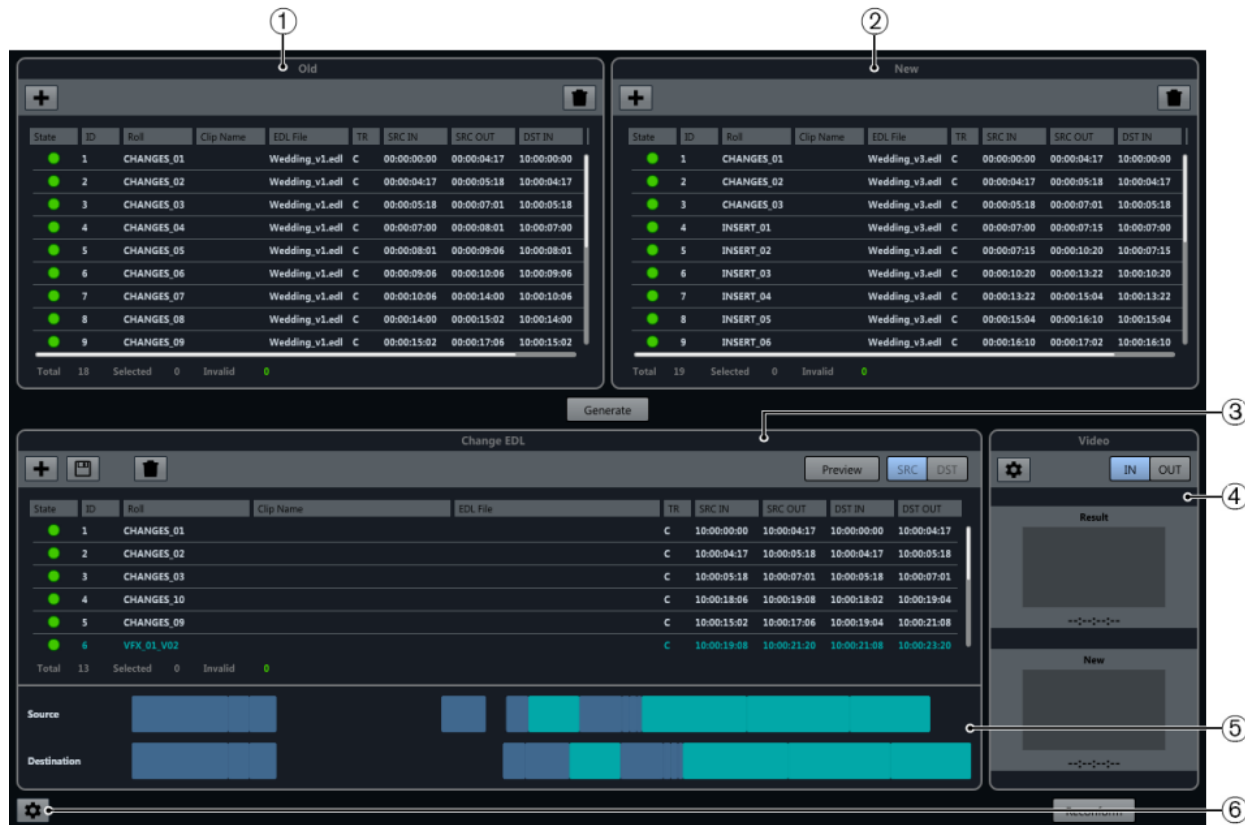 ① ②
Old New
State ID Roll Clip Name EDL File TR SRC IN SRC OUT DST IN
1 CHANGES_01 Wedding_v1.edl C 00:00:00:00 00:00:04:17 10:00:00:00
2 CHANGES_02 Wedding_v1.edl C 00:00:04:17 00:00:05:18 10:00:04:17
3 CHANGES_03 Wedding_v1.edl C 00:00:05:18 00:00:07:01 10:00:05:18
4 CHANGES_04 Wedding_v1.edl C 00:00:07:00 00:00:08:01 10:00:07:00
5 CHANGES_05 Wedding_v1.edl C 00:00:08:01 00:00:09:06 10:00:08:01
6 CHANGES_06 Wedding_v1.edl C 00:00:09:06 00:00:10:06 10:00:09:06
7 CHANGES_07 Wedding_v1.edl C 00:00:10:06 00:00:14:00 10:00:10:06
8 CHANGES_08 Wedding_v1.edl C 00:00:14:00 00:00:15:02 10:00:14:00
9 CHANGES_09 Wedding_v1.edl C 00:00:15:02 00:00:17:06 10:00:15:02
Total 18 Selected 0 Invalid 0
State ID Roll Clip Name EDL File TR SRC IN SRC OUT DST IN
1 CHANGES_01 Wedding_v3.edl C 00:00:00:00 00:00:04:17 10:00:00:00
2 CHANGES_02 Wedding_v3.edl C 00:00:04:17 00:00:05:18 10:00:04:17
3 CHANGES_03 Wedding_v3.edl C 00:00:05:18 00:00:07:01 10:00:05:18
4 INSERT_01 Wedding_v3.edl C 00:00:07:00 00:00:07:15 10:00:07:00
5 INSERT_02 Wedding_v3.edl C 00:00:07:15 00:00:10:20 10:00:07:15
6 INSERT_03 Wedding_v3.edl C 00:00:10:20 00:00:13:22 10:00:10:20
7 INSERT_04 Wedding_v3.edl C 00:00:13:22 00:00:15:04 10:00:13:22
8 INSERT_05 Wedding_v3.edl C 00:00:15:04 00:00:16:10 10:00:15:04
9 INSERT_06 Wedding_v3.edl C 00:00:16:10 00:00:17:02 10:00:16:10
Total 19 Selected 0 Invalid 0
Generate
③
Change EDL
Preview SRC DST
State ID Roll Clip Name EDL File TR SRC IN SRC OUT DST IN DST OUT
1 CHANGES_01 C 10:00:00:00 10:00:04:17 10:00:00:00 10:00:04:17
2 CHANGES_02 C 10:00:04:17 10:00:05:18 10:00:04:17 10:00:05:18
3 CHANGES_03 C 10:00:05:18 10:00:07:01 10:00:05:18 10:00:07:01
4 CHANGES_10 C 10:00:18:06 10:00:19:08 10:00:18:02 10:00:19:04
5 CHANGES_09 C 10:00:15:02 10:00:17:06 10:00:19:04 10:00:21:08
6 VFX_01_V02 C 10:00:19:08 10:00:21:20 10:00:21:08 10:00:23:20
Total 13 Selected 0 Invalid 0
Source
Destination
Video
IN OUT
④
Result
--:--:--:--
New
--:--:--:--
⑤
Reconform
⑥